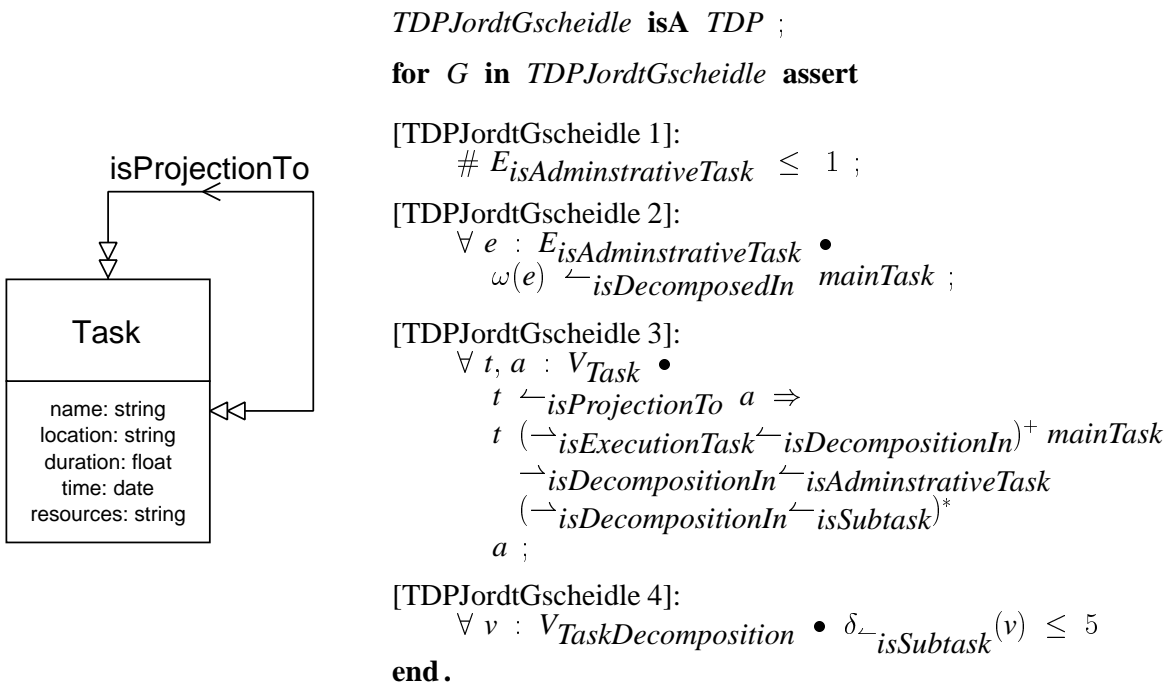 isProjectionTo
Task
name: string
location: string
duration: float
time: date
resources: string
TDPJordtGscheidle isA TDP ;
for G in TDPJordtGscheidle assert
[TDPJordtGscheidle 1]:
# E_isAdminstrativeTask ≤ 1 ;
[TDPJordtGscheidle 2]:
∀ e : E_isAdminstrativeTask •
ω(e) ↼_isDecomposedIn mainTask ;
[TDPJordtGscheidle 3]:
∀ t, a : V_Task •
t ↼_isProjectionTo a ⇒
t (⇀_isExecutionTask ↼_isDecompositionIn)⁺ mainTask
⇀_isDecompositionIn ↼_isAdminstrativeTask
(⇀_isDecompositionIn ↼_isSubtask)*
a ;
[TDPJordtGscheidle 4]:
∀ v : V_TaskDecomposition • δ↼_isSubtask(v) ≤ 5
end .